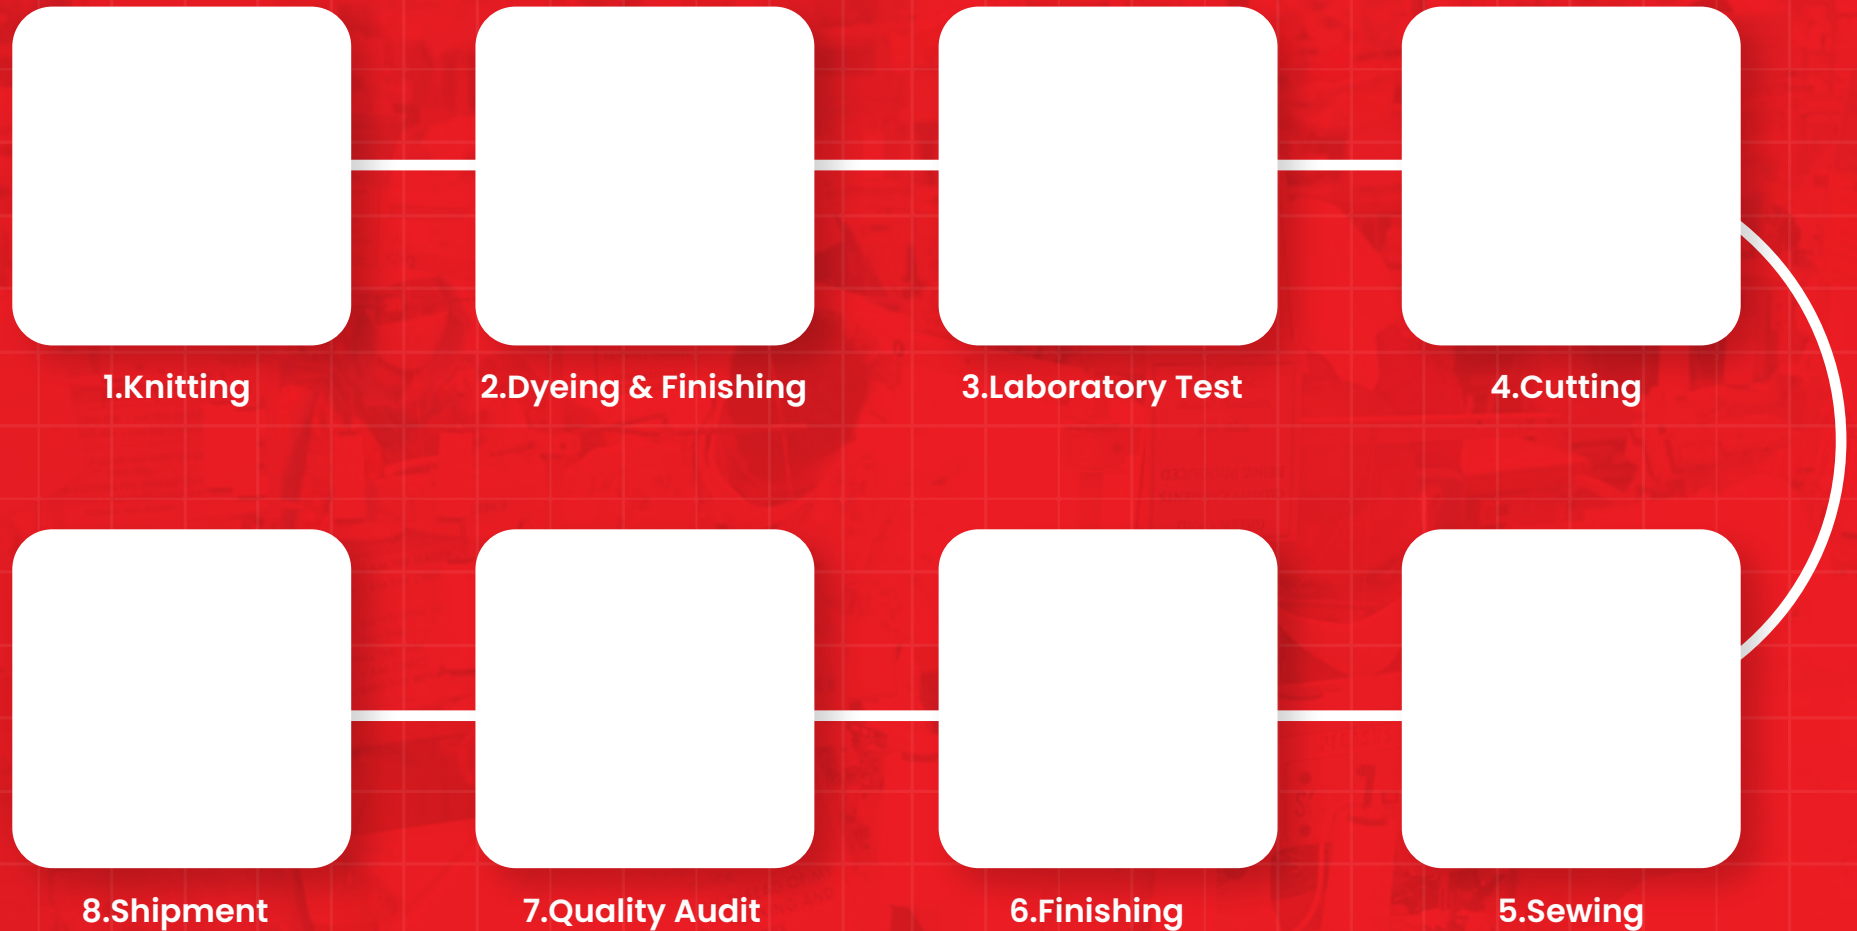 1.Knitting
2.Dyeing & Finishing
3.Laboratory Test
4.Cutting
8.Shipment
7.Quality Audit
6.Finishing
5.Sewing